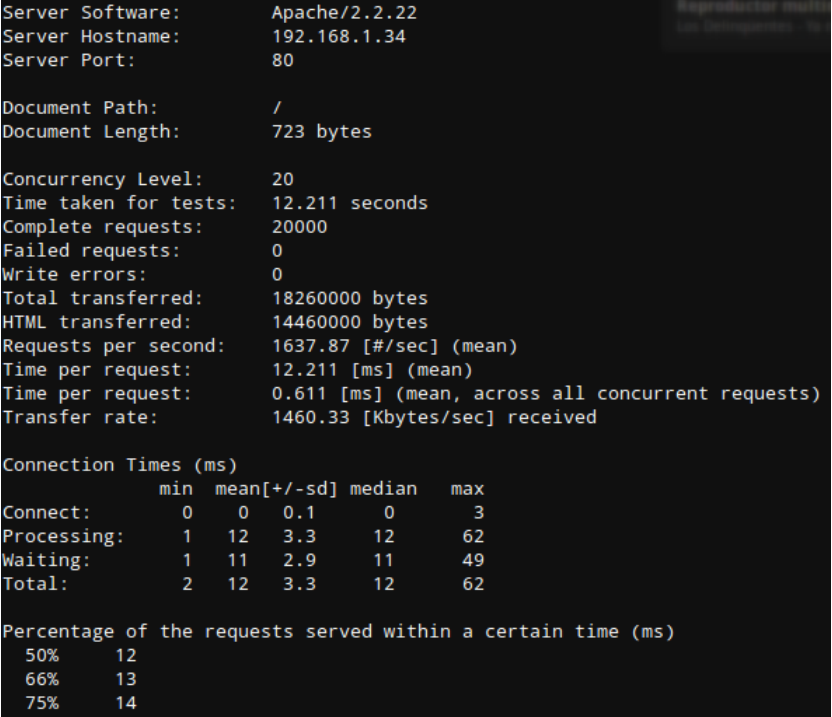 Reproductor multi
Server Software: Apache/2.2.22
Server Hostname: 192.168.1.34
Server Port: 80
Document Path: /
Document Length: 723 bytes
Concurrency Level: 20
Time taken for tests: 12.211 seconds
Complete requests: 20000
Failed requests: 0
Write errors: 0
Total transferred: 18260000 bytes
HTML transferred: 14460000 bytes
Requests per second: 1637.87 [#/sec] (mean)
Time per request: 12.211 [ms] (mean)
Time per request: 0.611 [ms] (mean, across all concurrent requests)
Transfer rate: 1460.33 [Kbytes/sec] received
Connection Times (ms)
min mean[+/-sd] median max
Connect: 0 0 0.1 0 3
Processing: 1 12 3.3 12 62
Waiting: 1 11 2.9 11 49
Total: 2 12 3.3 12 62
Percentage of the requests served within a certain time (ms)
50% 12
66% 13
75% 14